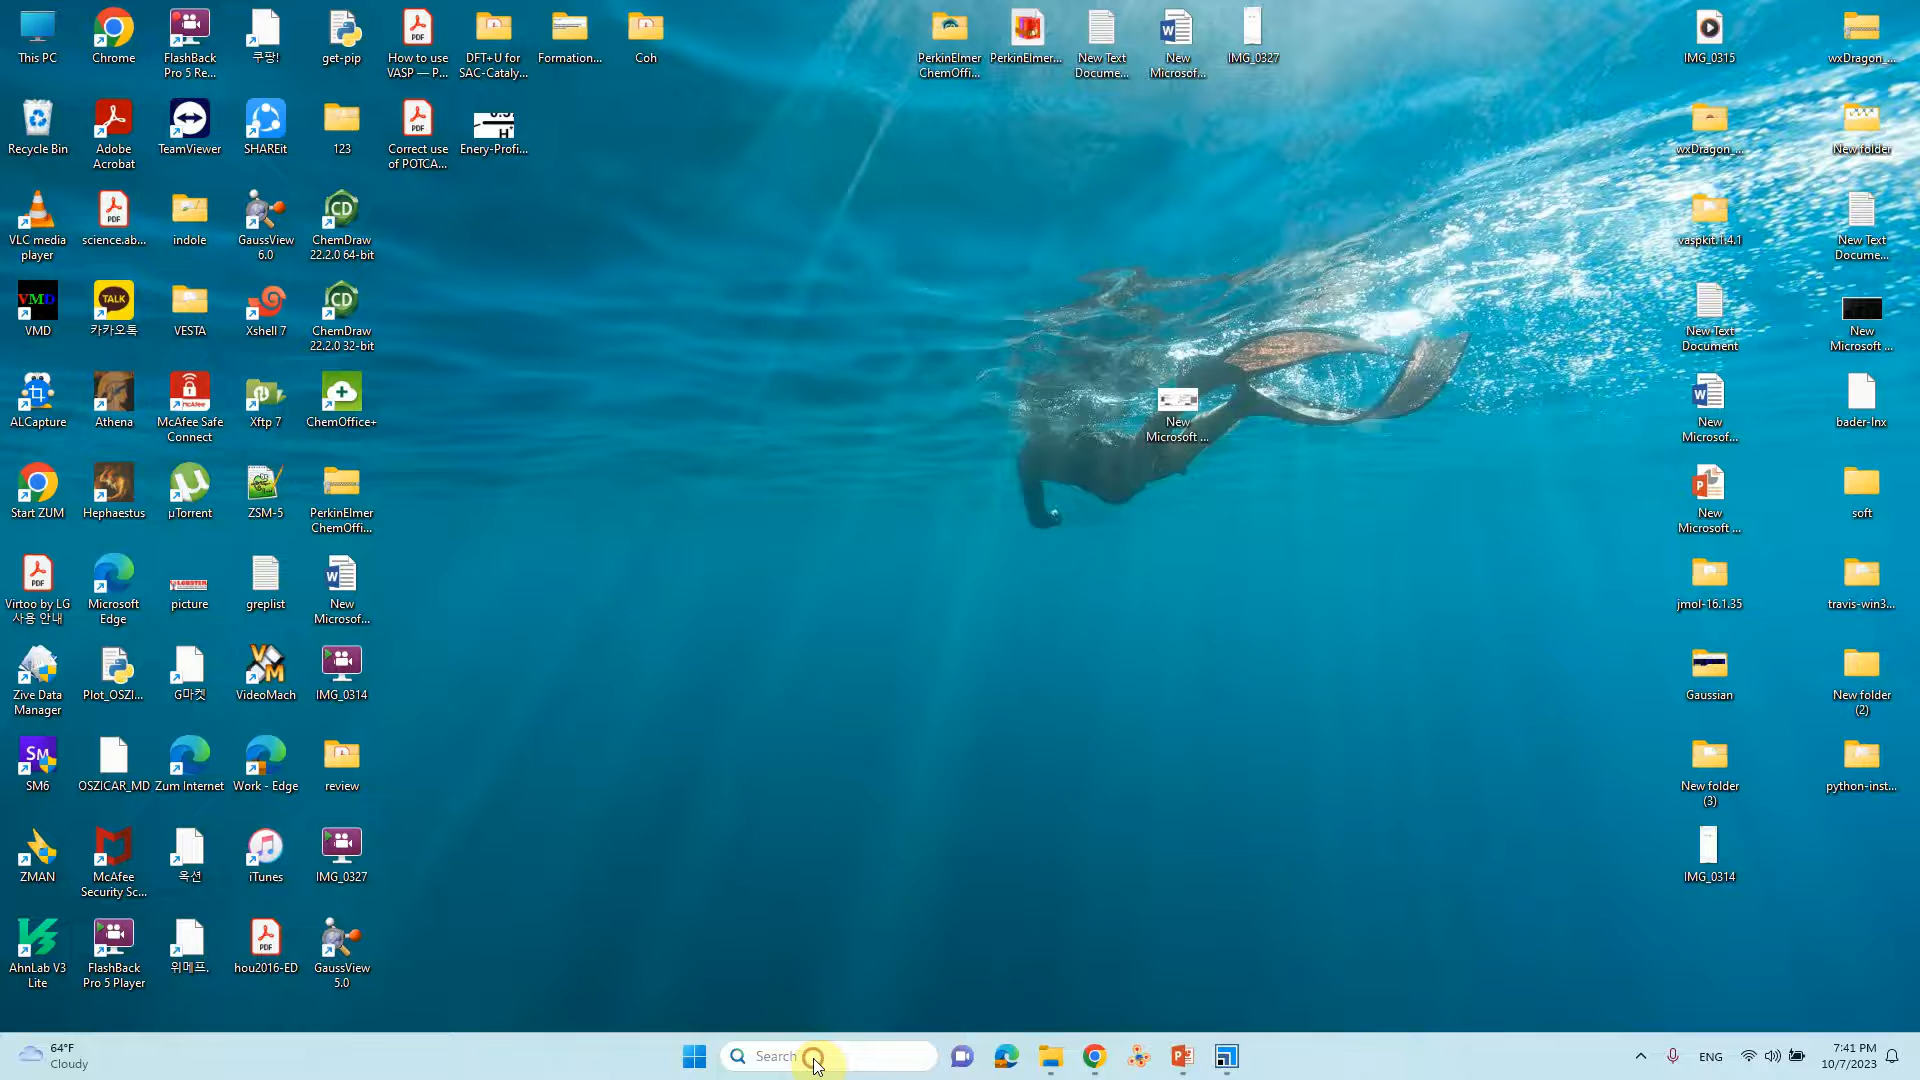 This PC
Chrome
FlashBack
Pro 5 Re...
쿠팡!
get-pip
How to use
VASP — P...
DFT+U for
SAC-Cataly...
Formation...
Coh
PerkinElmer
ChemOffi...
PerkinElmer...
New Text
Docume...
New
Microsof...
IMG_0327
IMG_0315
wxDragon_...
Recycle Bin
Adobe
Acrobat
TeamViewer
SHAREit
123
Correct use
of POTCA...
Enery-Profi...
wxDragon_...
New folder
VLC media
player
science.ab...
indole
GaussView
6.0
ChemDraw
22.2.0 64-bit
vaspkit.1.4.1
New Text
Docume...
VMD
카카오톡
VESTA
Xshell 7
ChemDraw
22.2.0 32-bit
New Text
Document
New
Microsoft ...
ALCapture
Athena
McAfee Safe
Connect
Xftp 7
ChemOffice+
New
Microsoft ...
New
Microsof...
bader-lnx
Start ZUM
Hephaestus
µTorrent
ZSM-5
PerkinElmer
ChemOffi...
New
Microsoft ...
soft
Virtoo by LG
사용 안내
Microsoft
Edge
picture
greplist
New
Microsof...
jmol-16.1.35
travis-win3...
Zive Data
Manager
Plot_OSZI...
G마켓
VideoMach
IMG_0314
Gaussian
New folder
(2)
SM6
OSZICAR_MD
Zum Internet
Work - Edge
review
New folder
(3)
python-inst...
ZMAN
McAfee
Security Sc...
옥션
iTunes
IMG_0327
IMG_0314
AhnLab V3
Lite
FlashBack
Pro 5 Player
위메프.
hou2016-ED
GaussView
5.0
64°F
Cloudy
Search
ENG
7:41 PM
10/7/2023